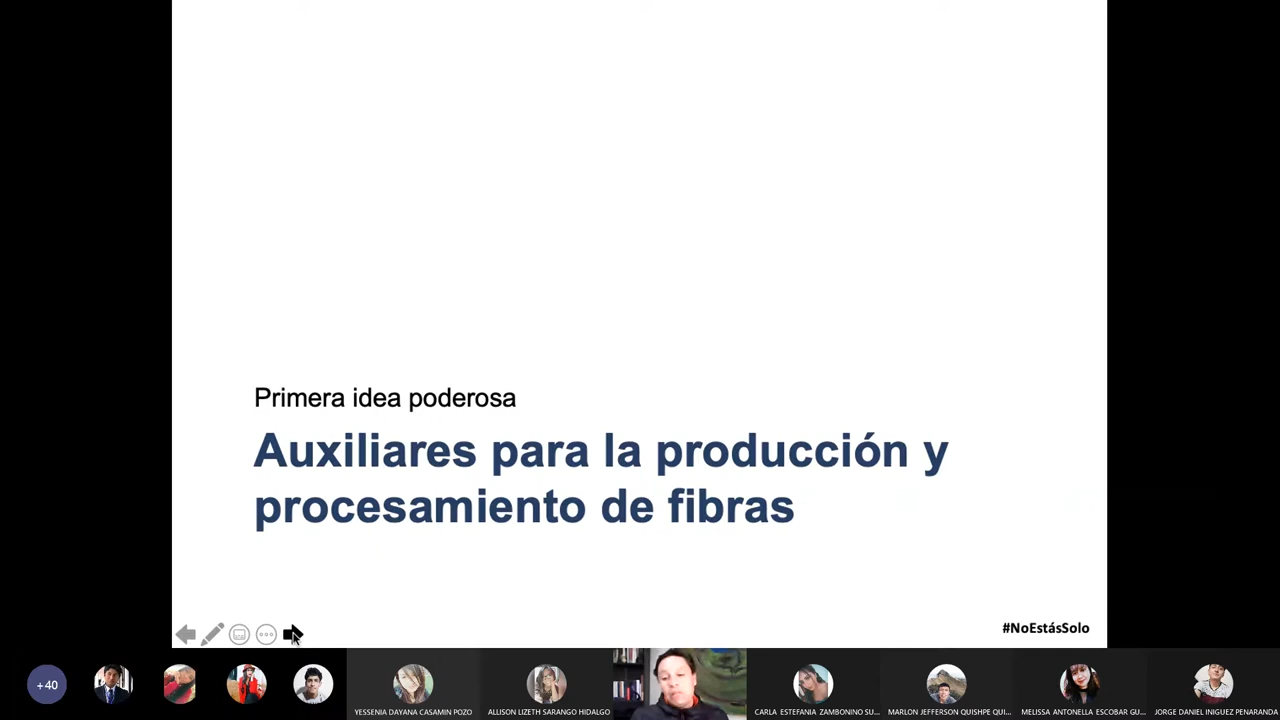 Primera idea poderosa
Auxiliares para la producción y
procesamiento de fibras
#NoEstásSolo
+40
YESSENIA DAYANA CASAMIN POZO
ALLISON LIZETH SARANGO HIDALGO
CARLA ESTEFANIA ZAMBONINO SU...
MARLON JEFFERSON QUISHPE QUI...
MELISSA ANTONELLA ESCOBAR GU...
JORGE DANIEL INIGUEZ PENARANDA